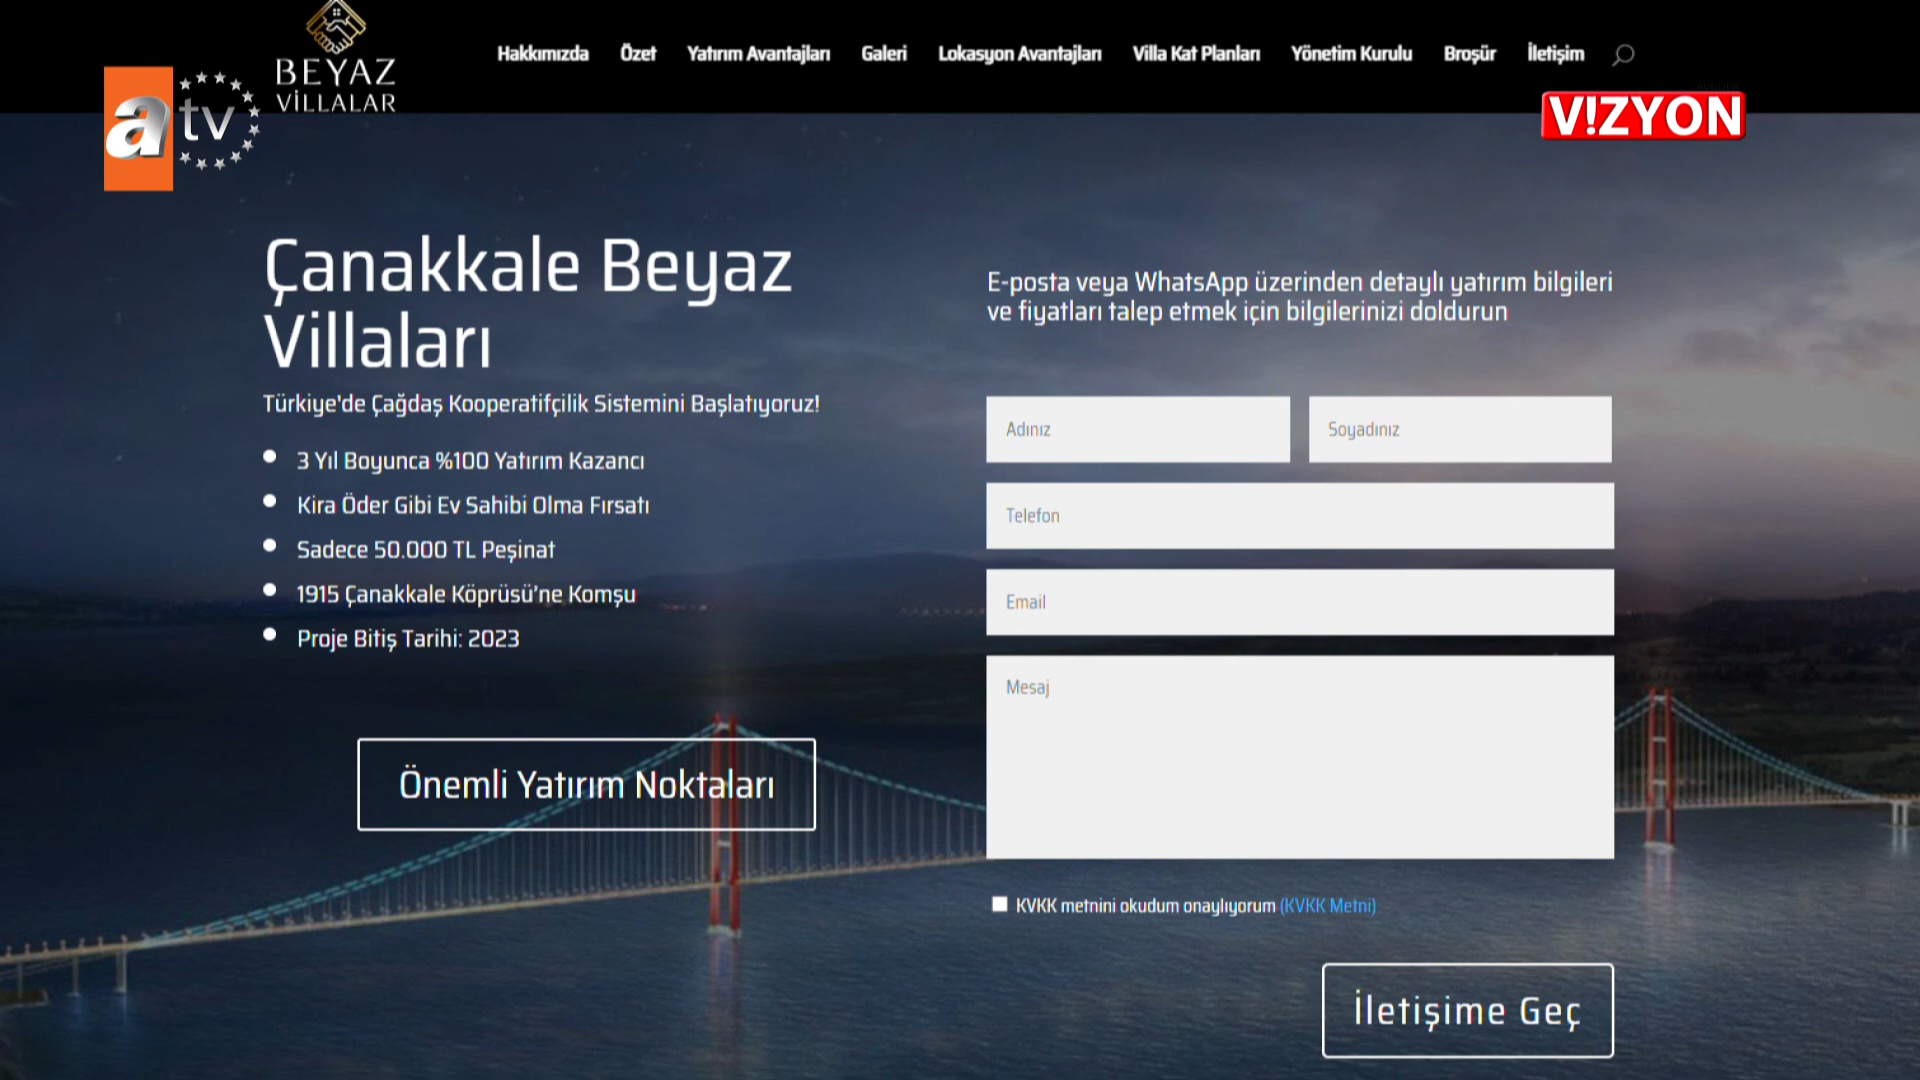 BEYAZ
VİLLALAR
Hakkımızda Özet Yatırım Avantajları Galeri Lokasyon Avantajları Villa Kat Planları Yönetim Kurulu Broşür İletişim
a tv
V!ZYON
Çanakkale Beyaz
Villaları
Türkiye'de Çağdaş Kooperatifçilik Sistemini Başlatıyoruz!
3 Yıl Boyunca %100 Yatırım Kazancı
Kira Öder Gibi Ev Sahibi Olma Fırsatı
Sadece 50.000 TL Peşinat
1915 Çanakkale Köprüsü'ne Komşu
Proje Bitiş Tarihi: 2023
Önemli Yatırım Noktaları
E-posta veya WhatsApp üzerinden detaylı yatırım bilgileri
ve fiyatları talep etmek için bilgilerinizi doldurun
Adınız Soyadınız
Telefon
Email
Mesaj
KVKK metnini okudum onaylıyorum (KVKK Metni)
İletişime Geç